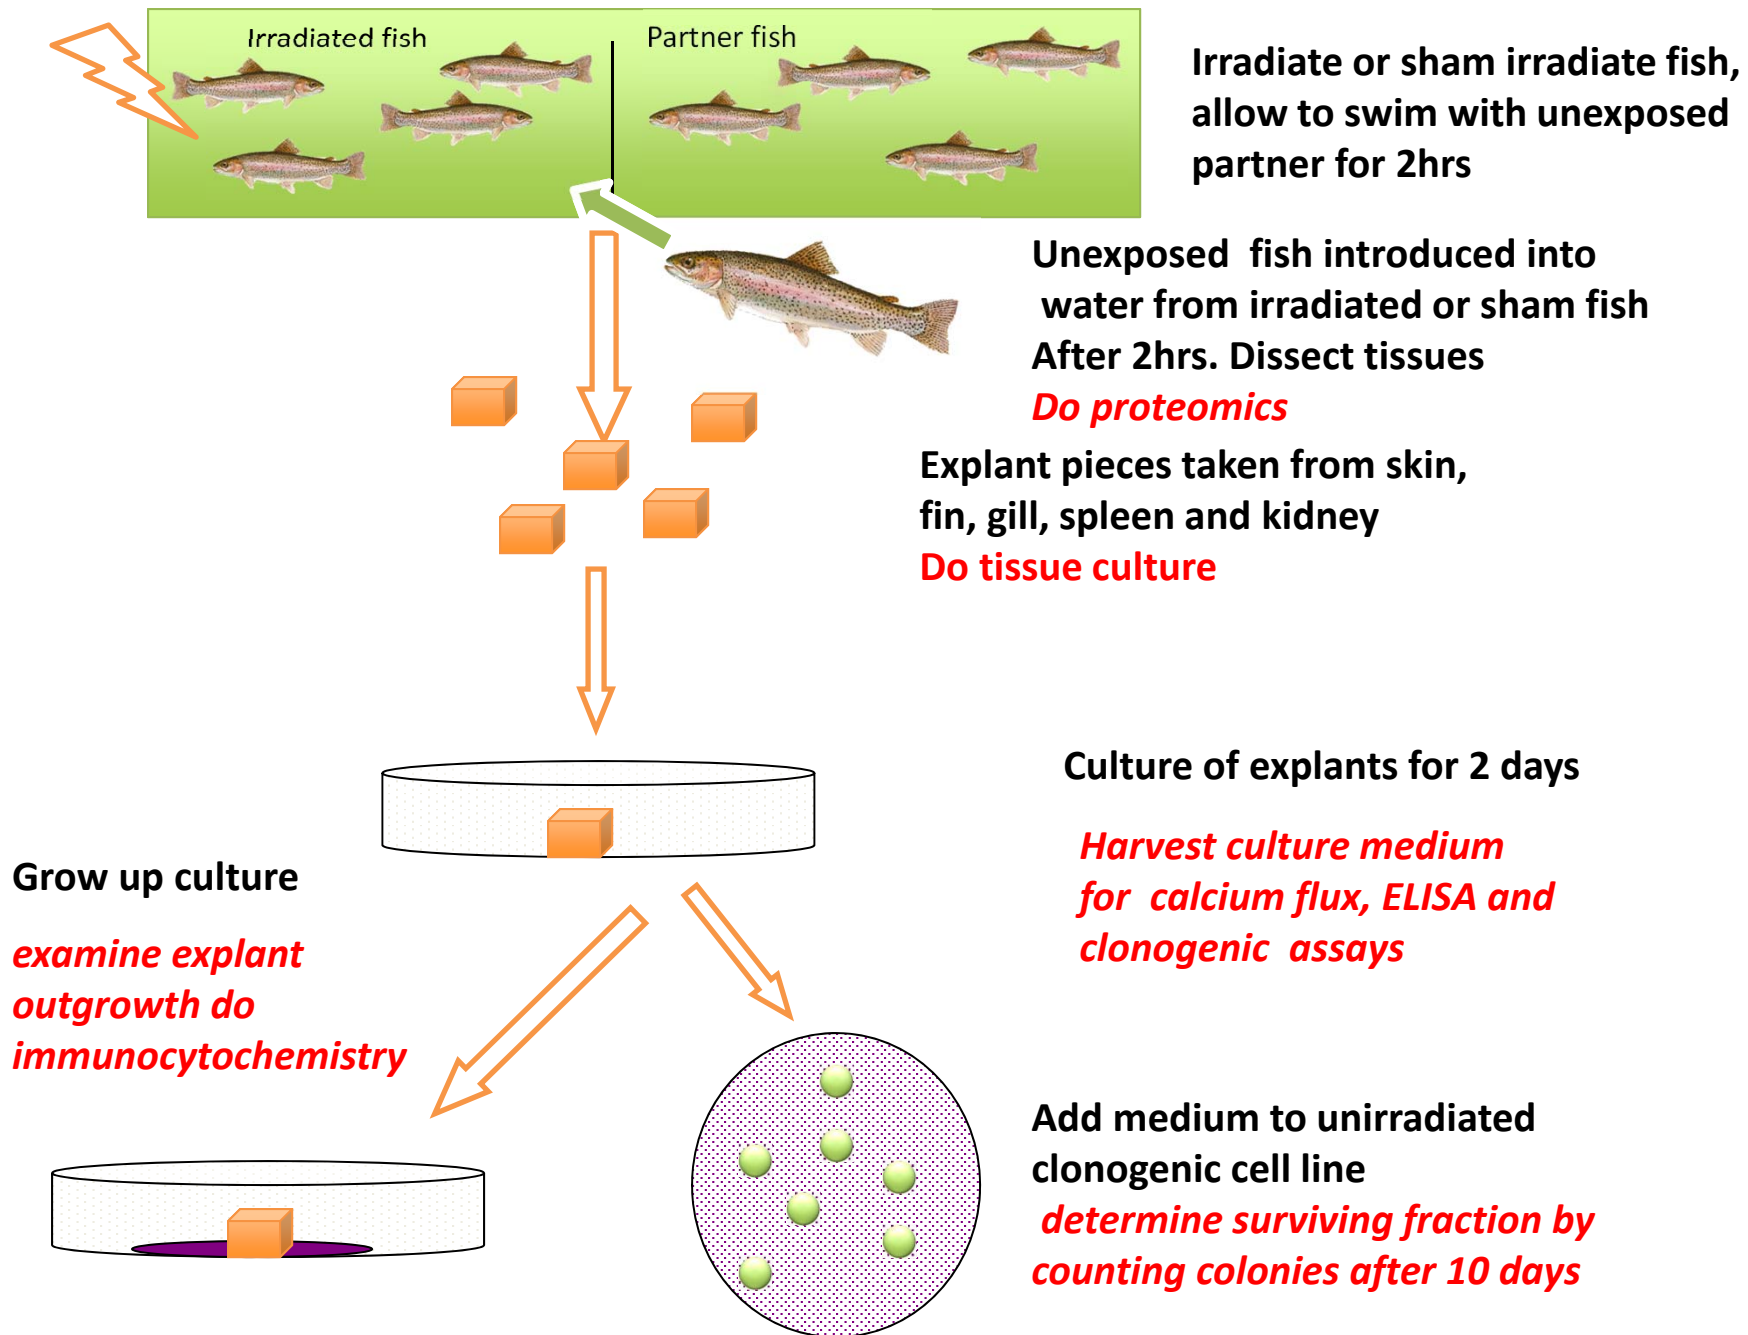 Irradiated fish
Partner fish
Irradiate or sham irradiate fish,
allow to swim with unexposed
partner for 2hrs
Unexposed fish introduced into
water from irradiated or sham fish
After 2hrs. Dissect tissues
Do proteomics
Explant pieces taken from skin,
fin, gill, spleen and kidney
Do tissue culture
Culture of explants for 2 days
Harvest culture medium
for calcium flux, ELISA and
clonogenic assays
Grow up culture
examine explant
outgrowth do
immunocytochemistry
Add medium to unirradiated
clonogenic cell line
determine surviving fraction by
counting colonies after 10 days